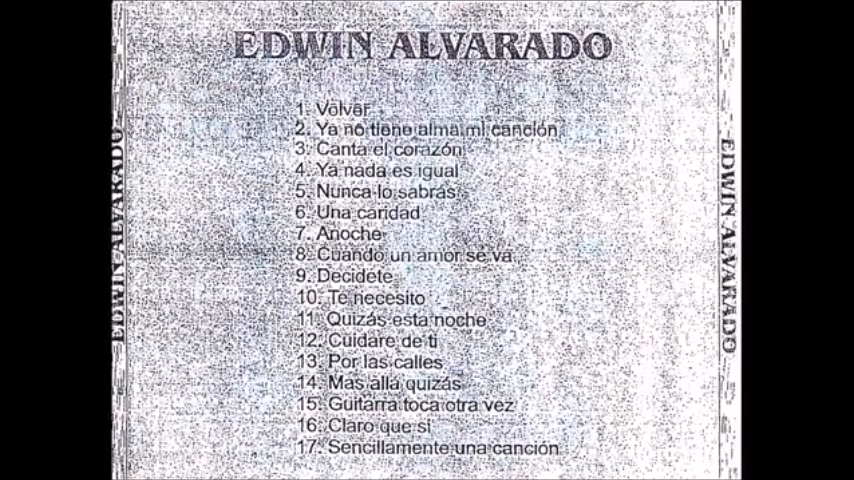 EDWIN ALVARADO
1. Volver
2. Ya no tiene alma mi canción
3. Canta el corazón
4. Ya nada es igual
5. Nunca lo sabrás
6. Una caridad
7. Anoche
8. Cuando un amor se va
9. Decidete
10. Te necesito
11. Quizás esta noche
12. Cuidare de ti
13. Por las calles
14. Mas allá quizás
15. Guitarra toca otra vez
16. Claro que si
17. Sencillamente una canción
EDWIN ALVARADO
EDWIN ALVARADO